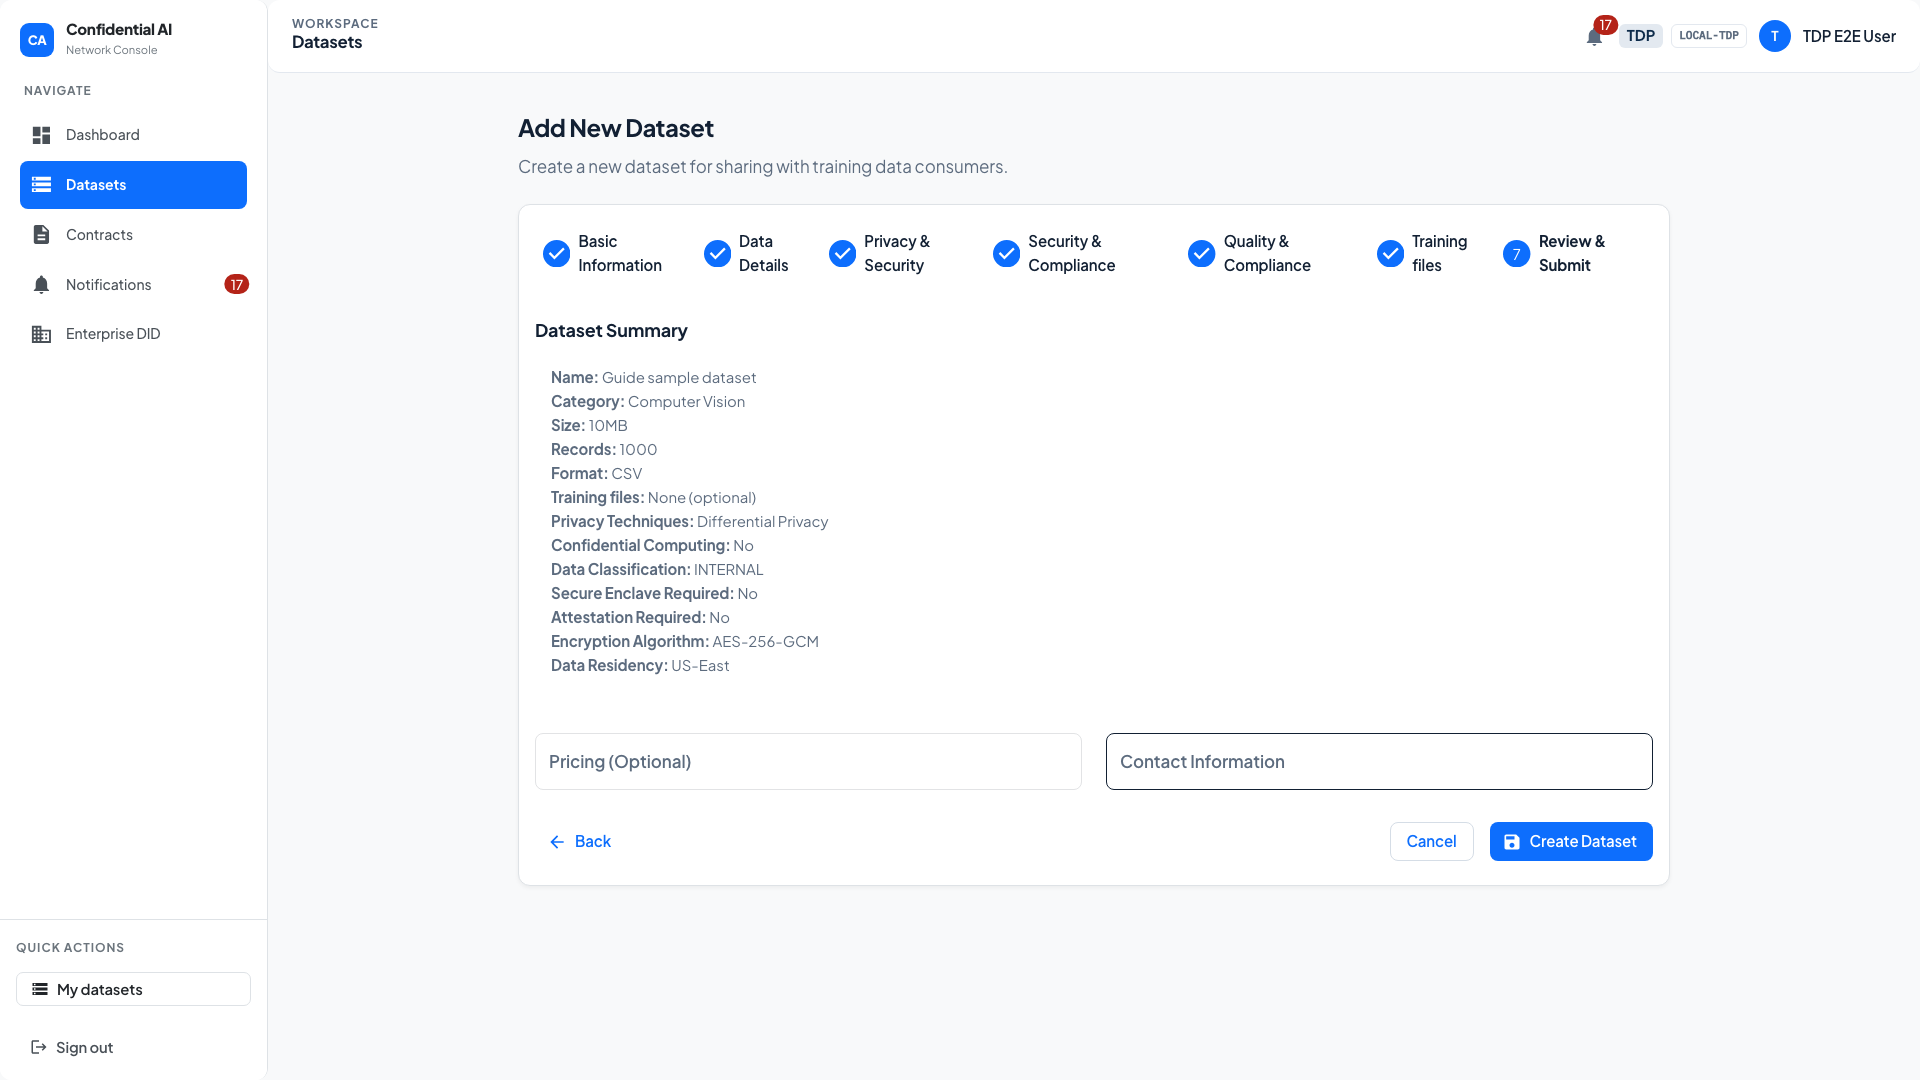 CA
Confidential AI
Network Console
NAVIGATE
Dashboard
Datasets
Contracts
Notifications
17
Enterprise DID
QUICK ACTIONS
My datasets
Sign out
WORKSPACE
Datasets
17
TDP
LOCAL-TDP
T
TDP E2E User
Add New Dataset
Create a new dataset for sharing with training data consumers.
Basic
Information
Data
Details
Privacy &
Security
Security &
Compliance
Quality &
Compliance
Training
files
7
Review &
Submit
Dataset Summary
Name: Guide sample dataset
Category: Computer Vision
Size: 10MB
Records: 1000
Format: CSV
Training files: None (optional)
Privacy Techniques: Differential Privacy
Confidential Computing: No
Data Classification: INTERNAL
Secure Enclave Required: No
Attestation Required: No
Encryption Algorithm: AES-256-GCM
Data Residency: US-East
Pricing (Optional)
Contact Information
Back
Cancel
Create Dataset